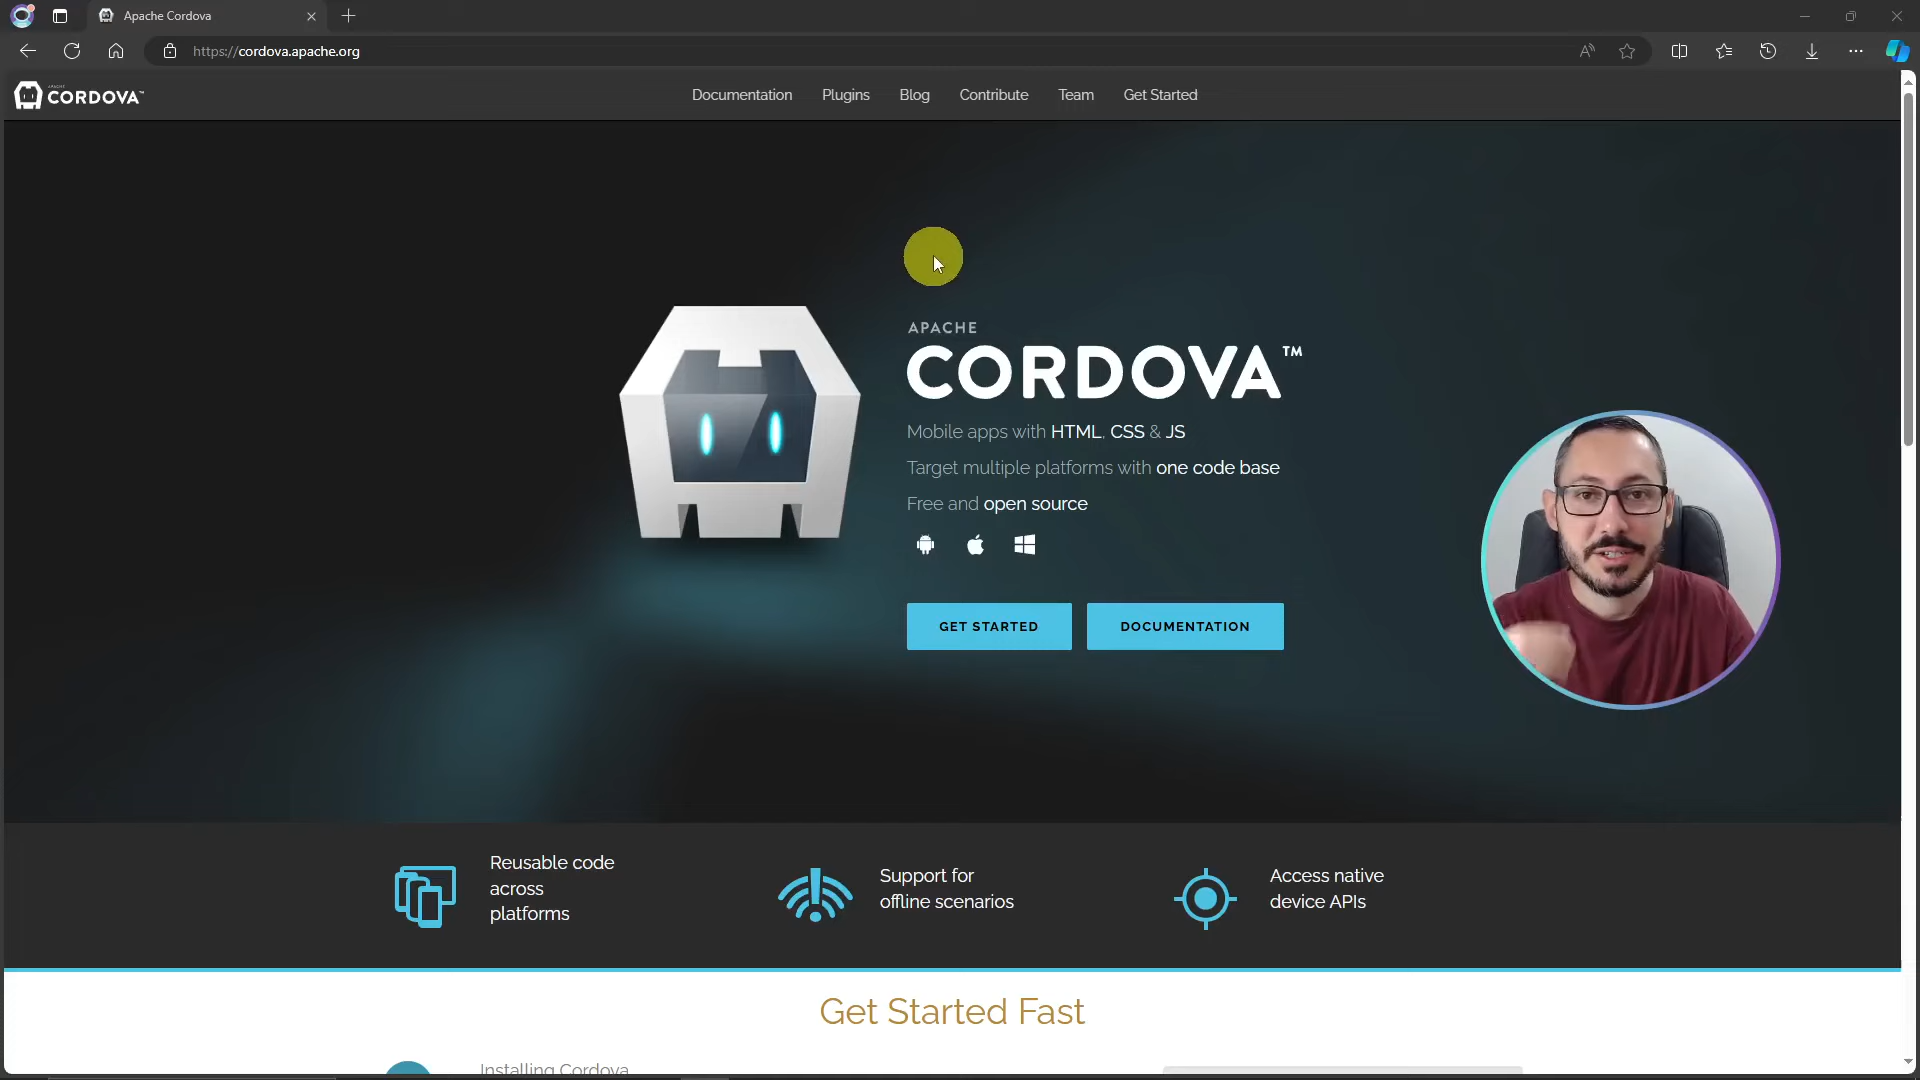 Apache Cordova
https://cordova.apache.org
APACHE
CORDOVA™
Documentation
Plugins
Blog
Contribute
Team
Get Started
APACHE
CORDOVA™
Mobile apps with HTML, CSS & JS
Target multiple platforms with one code base
Free and open source
GET STARTED
DOCUMENTATION
Reusable code
across
platforms
Support for
offline scenarios
Access native
device APIs
Get Started Fast
Installing Cordova